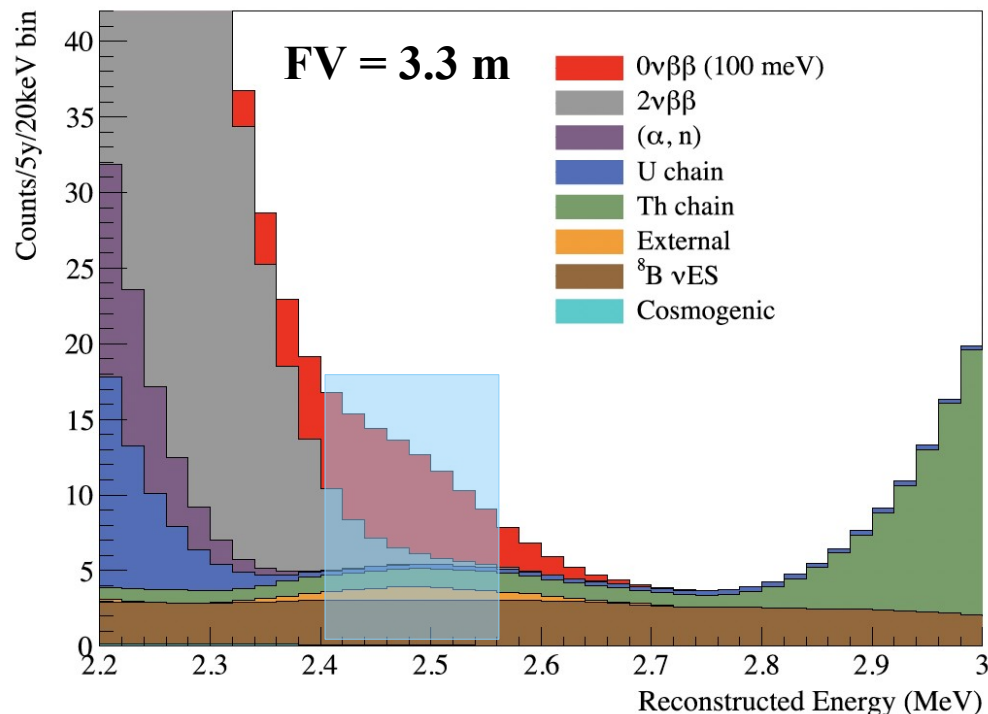 Counts/5y/20keV bin
40
35
30
25
20
15
10
5
0
FV = 3.3 m
0νββ (100 meV)
2νββ
(α, n)
U chain
Th chain
External
⁸B νES
Cosmogenic
2.2 2.3 2.4 2.5 2.6 2.7 2.8 2.9 3
Reconstructed Energy (MeV)